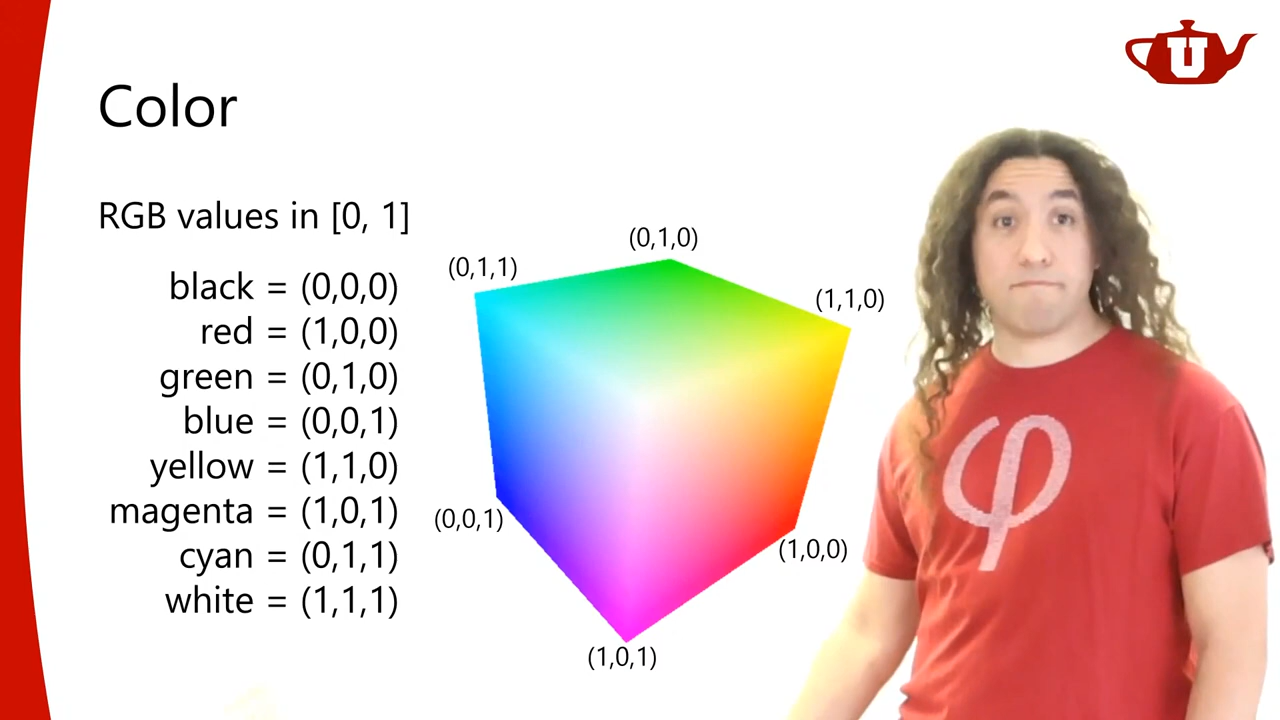 U
Color
RGB values in [0, 1]
black = (0,0,0)
red = (1,0,0)
green = (0,1,0)
blue = (0,0,1)
yellow = (1,1,0)
magenta = (1,0,1)
cyan = (0,1,1)
white = (1,1,1)
(0,1,0)
(0,1,1)
(1,1,0)
(0,0,1)
(1,0,0)
(1,0,1)
φ